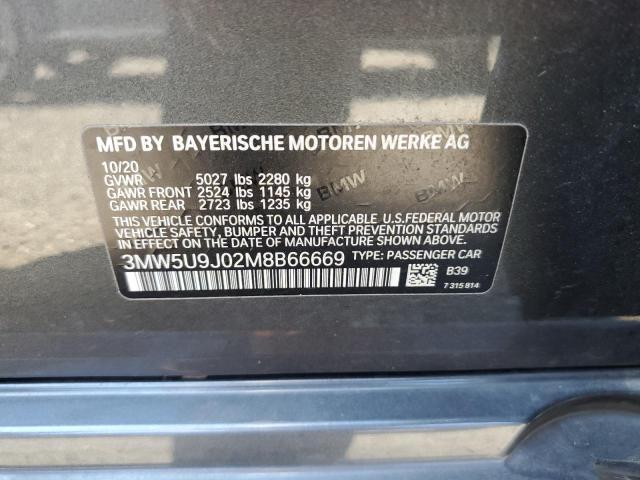 MFD BY BAYERISCHE MOTOREN WERKE AG
10/20
GVWR 5027 lbs 2280 kg
GAWR FRONT 2524 lbs 1145 kg
GAWR REAR 2723 lbs 1235 kg
THIS VEHICLE CONFORMS TO ALL APPLICABLE U.S.FEDERAL MOTOR
VEHICLE SAFETY, BUMPER AND THEFT PREVENTION STANDARDS
IN EFFECT ON THE DATE OF MANUFACTURE SHOWN ABOVE.
3MW5U9J02M8B66669 TYPE: PASSENGER CAR
B39
7 315 814
BMW
BMW
BMW